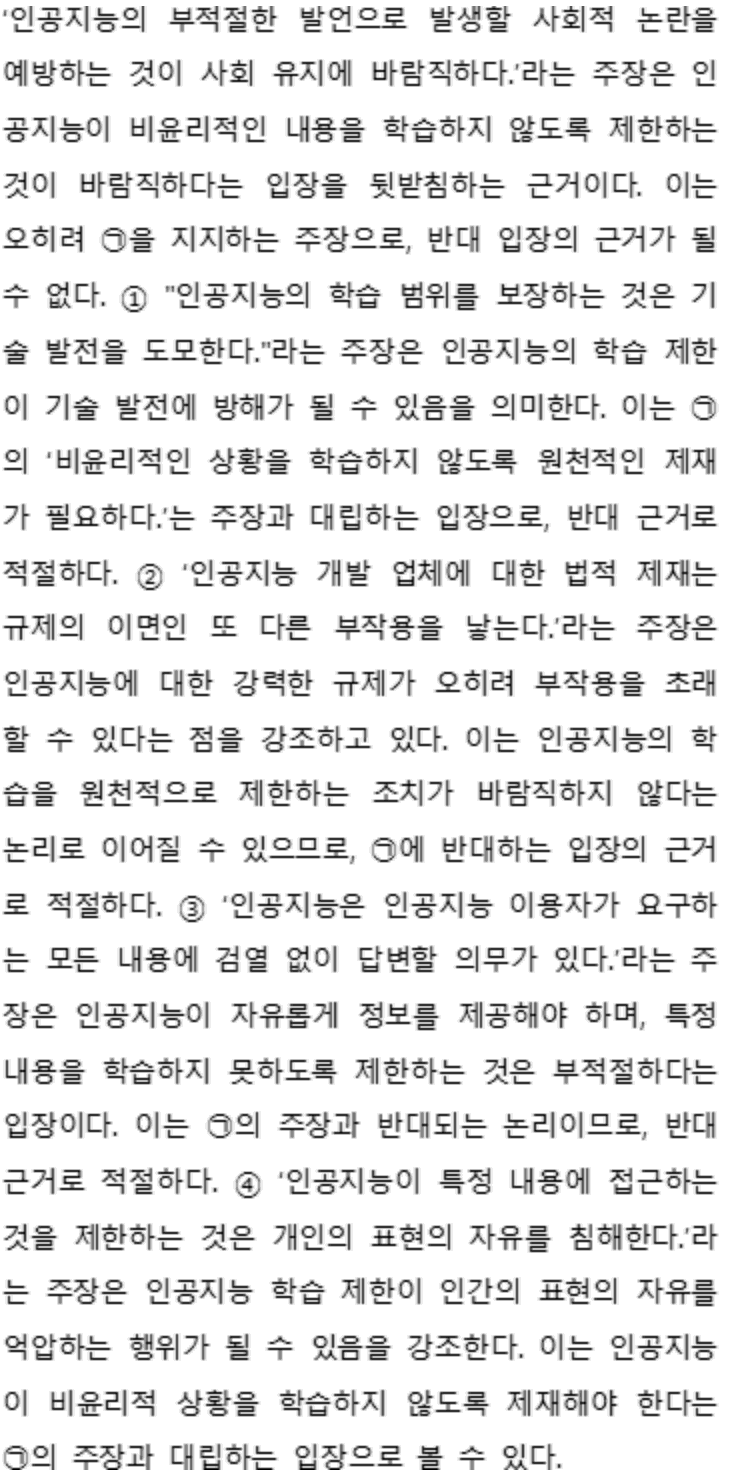 ‘인공지능의 부적절한 발언으로 발생할 사회적 논란을
예방하는 것이 사회 유지에 바람직하다.’라는 주장은 인
공지능이 비윤리적인 내용을 학습하지 않도록 제한하는
것이 바람직하다는 입장을 뒷받침하는 근거이다. 이는
오히려 ㉠을 지지하는 주장으로, 반대 입장의 근거가 될
수 없다. ① "인공지능의 학습 범위를 보장하는 것은 기
술 발전을 도모한다."라는 주장은 인공지능의 학습 제한
이 기술 발전에 방해가 될 수 있음을 의미한다. 이는 ㉠
의 ‘비윤리적인 상황을 학습하지 않도록 원천적인 제재
가 필요하다.’는 주장과 대립하는 입장으로, 반대 근거로
적절하다. ② ‘인공지능 개발 업체에 대한 법적 제재는
규제의 이면인 또 다른 부작용을 낳는다.’라는 주장은
인공지능에 대한 강력한 규제가 오히려 부작용을 초래
할 수 있다는 점을 강조하고 있다. 이는 인공지능의 학
습을 원천적으로 제한하는 조치가 바람직하지 않다는
논리로 이어질 수 있으므로, ㉠에 반대하는 입장의 근거
로 적절하다. ③ ‘인공지능은 인공지능 이용자가 요구하
는 모든 내용에 검열 없이 답변할 의무가 있다.’라는 주
장은 인공지능이 자유롭게 정보를 제공해야 하며, 특정
내용을 학습하지 못하도록 제한하는 것은 부적절하다는
입장이다. 이는 ㉠의 주장과 반대되는 논리이므로, 반대
근거로 적절하다. ④ ‘인공지능이 특정 내용에 접근하는
것을 제한하는 것은 개인의 표현의 자유를 침해한다.’라
는 주장은 인공지능 학습 제한이 인간의 표현의 자유를
억압하는 행위가 될 수 있음을 강조한다. 이는 인공지능
이 비윤리적 상황을 학습하지 않도록 제재해야 한다는
㉠의 주장과 대립하는 입장으로 볼 수 있다.